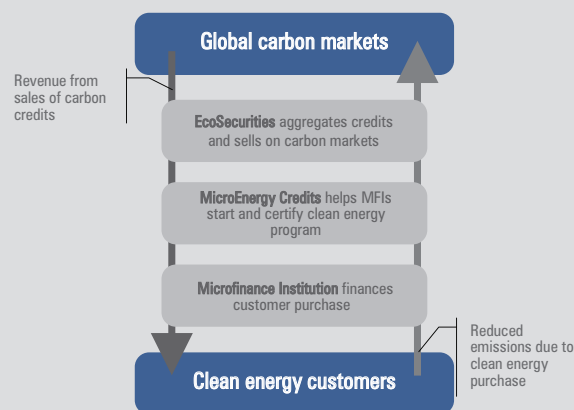 Global carbon markets
Revenue from
sales of carbon
credits
EcoSecurities aggregates credits
and sells on carbon markets
MicroEnergy Credits helps MFIs
start and certify clean energy
program
Microfinance Institution finances
customer purchase
Reduced
emissions due to
clean energy
purchase
Clean energy customers